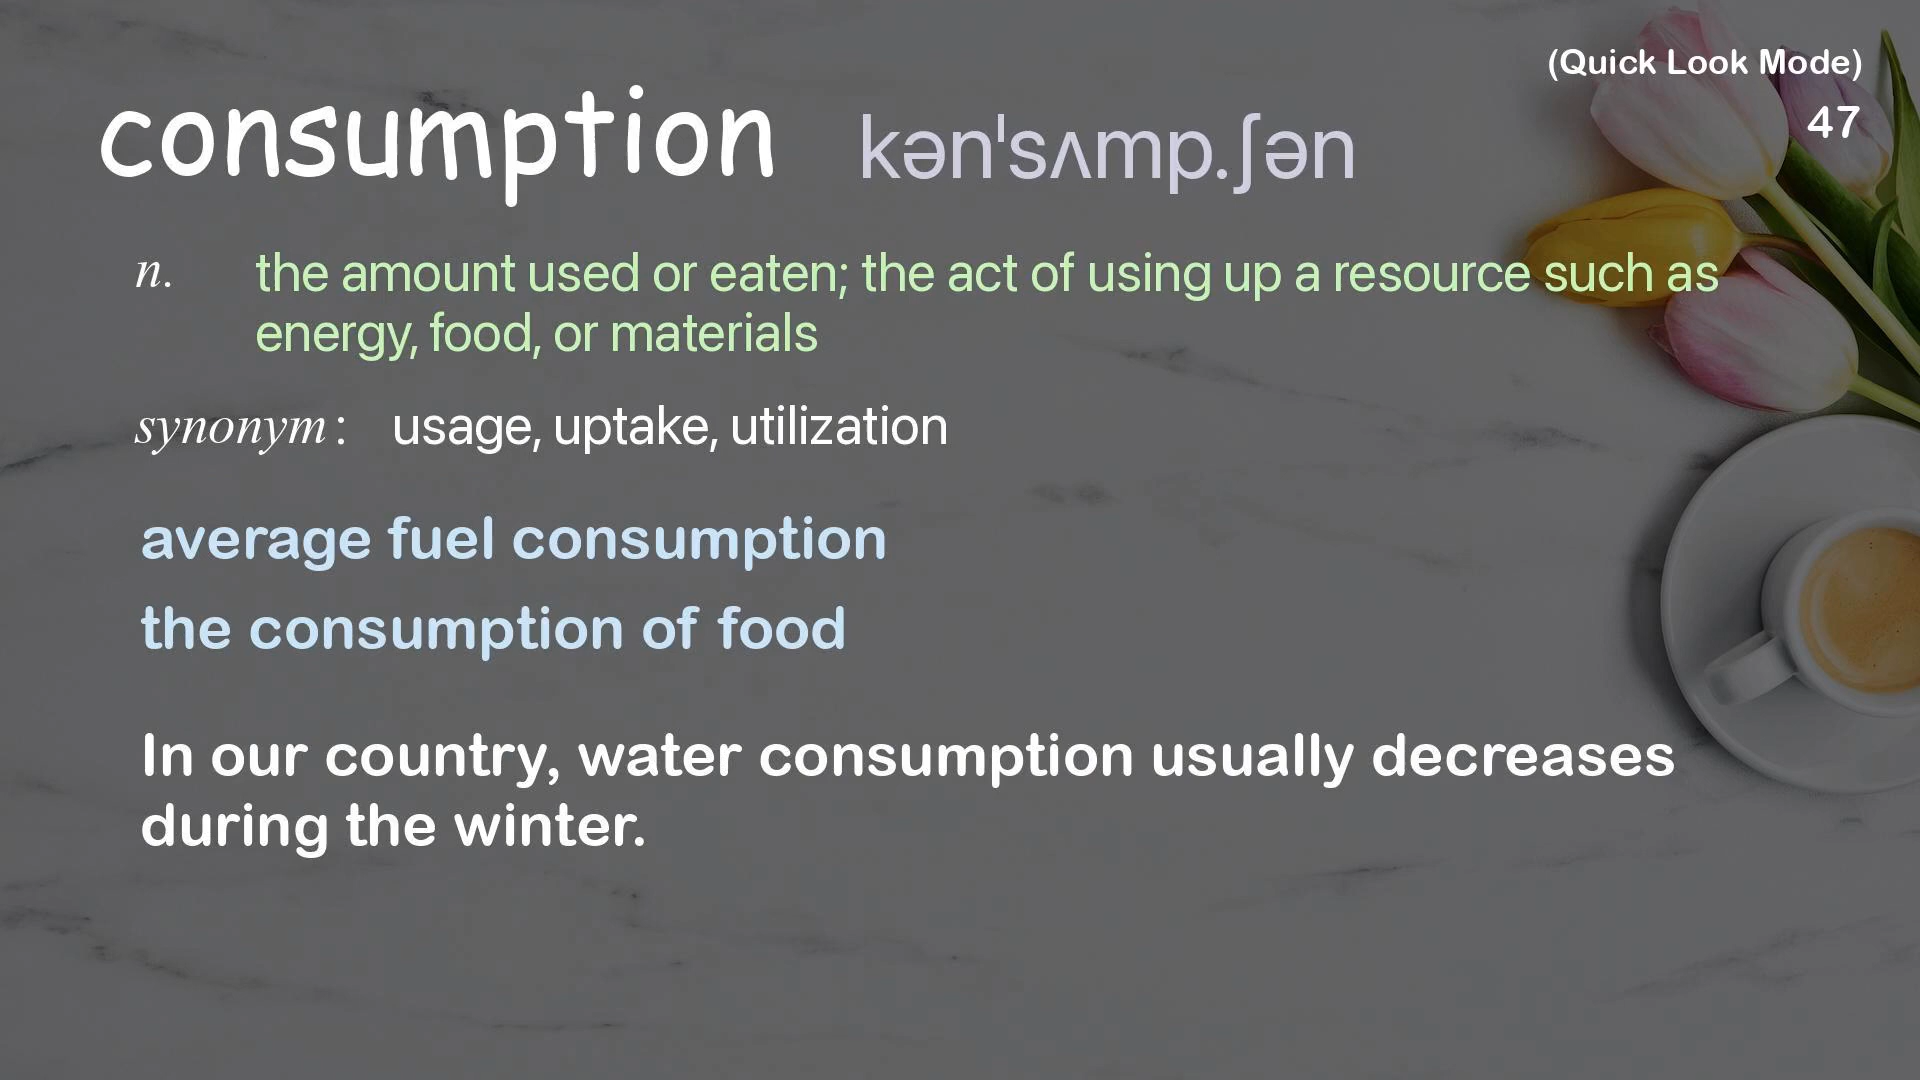 (Quick Look Mode)
47
consumption kən'sʌmp.ʃən
n. the amount used or eaten; the act of using up a resource such as
energy, food, or materials
synonym: usage, uptake, utilization
average fuel consumption
the consumption of food
In our country, water consumption usually decreases
during the winter.